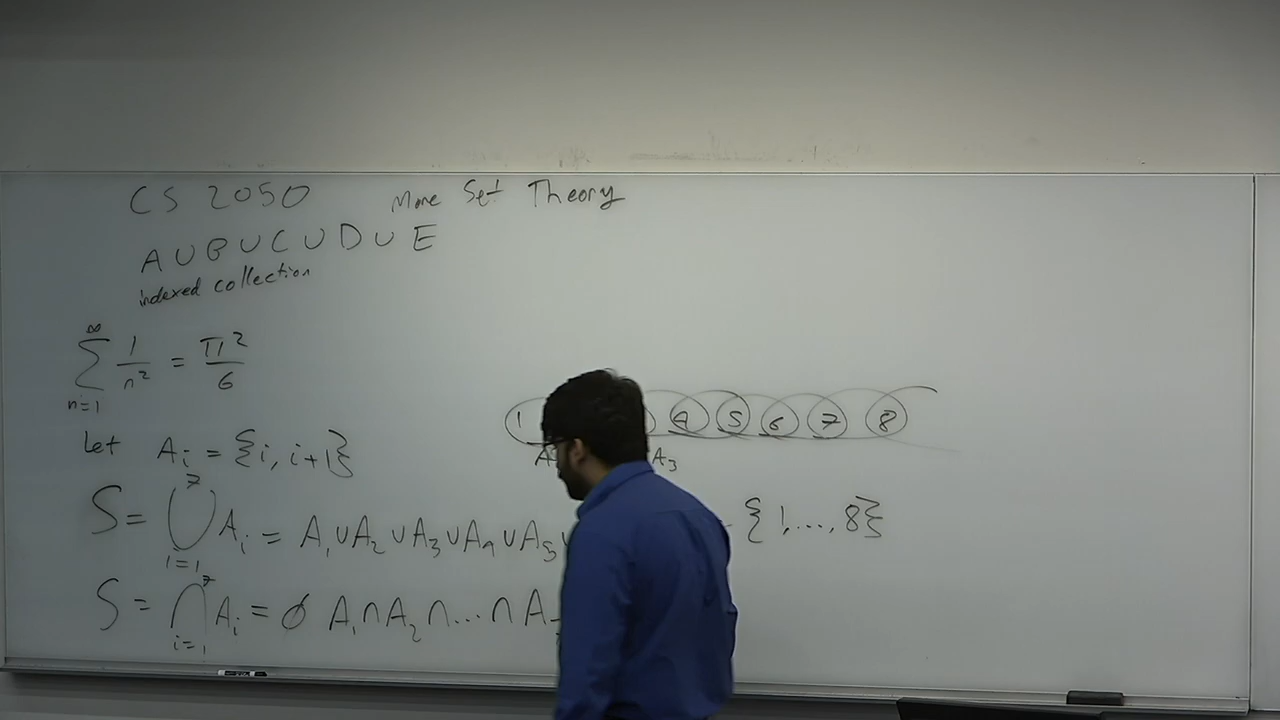 CS 2050 More Set Theory
A ∪ B ∪ C ∪ D ∪ E
indexed collection
∞
∑ 1/n² = π²/6
n=1
1 4 5 6 7 8
Let Aᵢ = {i, i+1}
A A₃
7
S = ⋃ Aᵢ = A₁ ∪ A₂ ∪ A₃ ∪ A₄ ∪ A₅ {1,...,8}
i=1
7
S = ⋂ Aᵢ = ∅ A₁ ∩ A₂ ∩ ... ∩ A
i=1